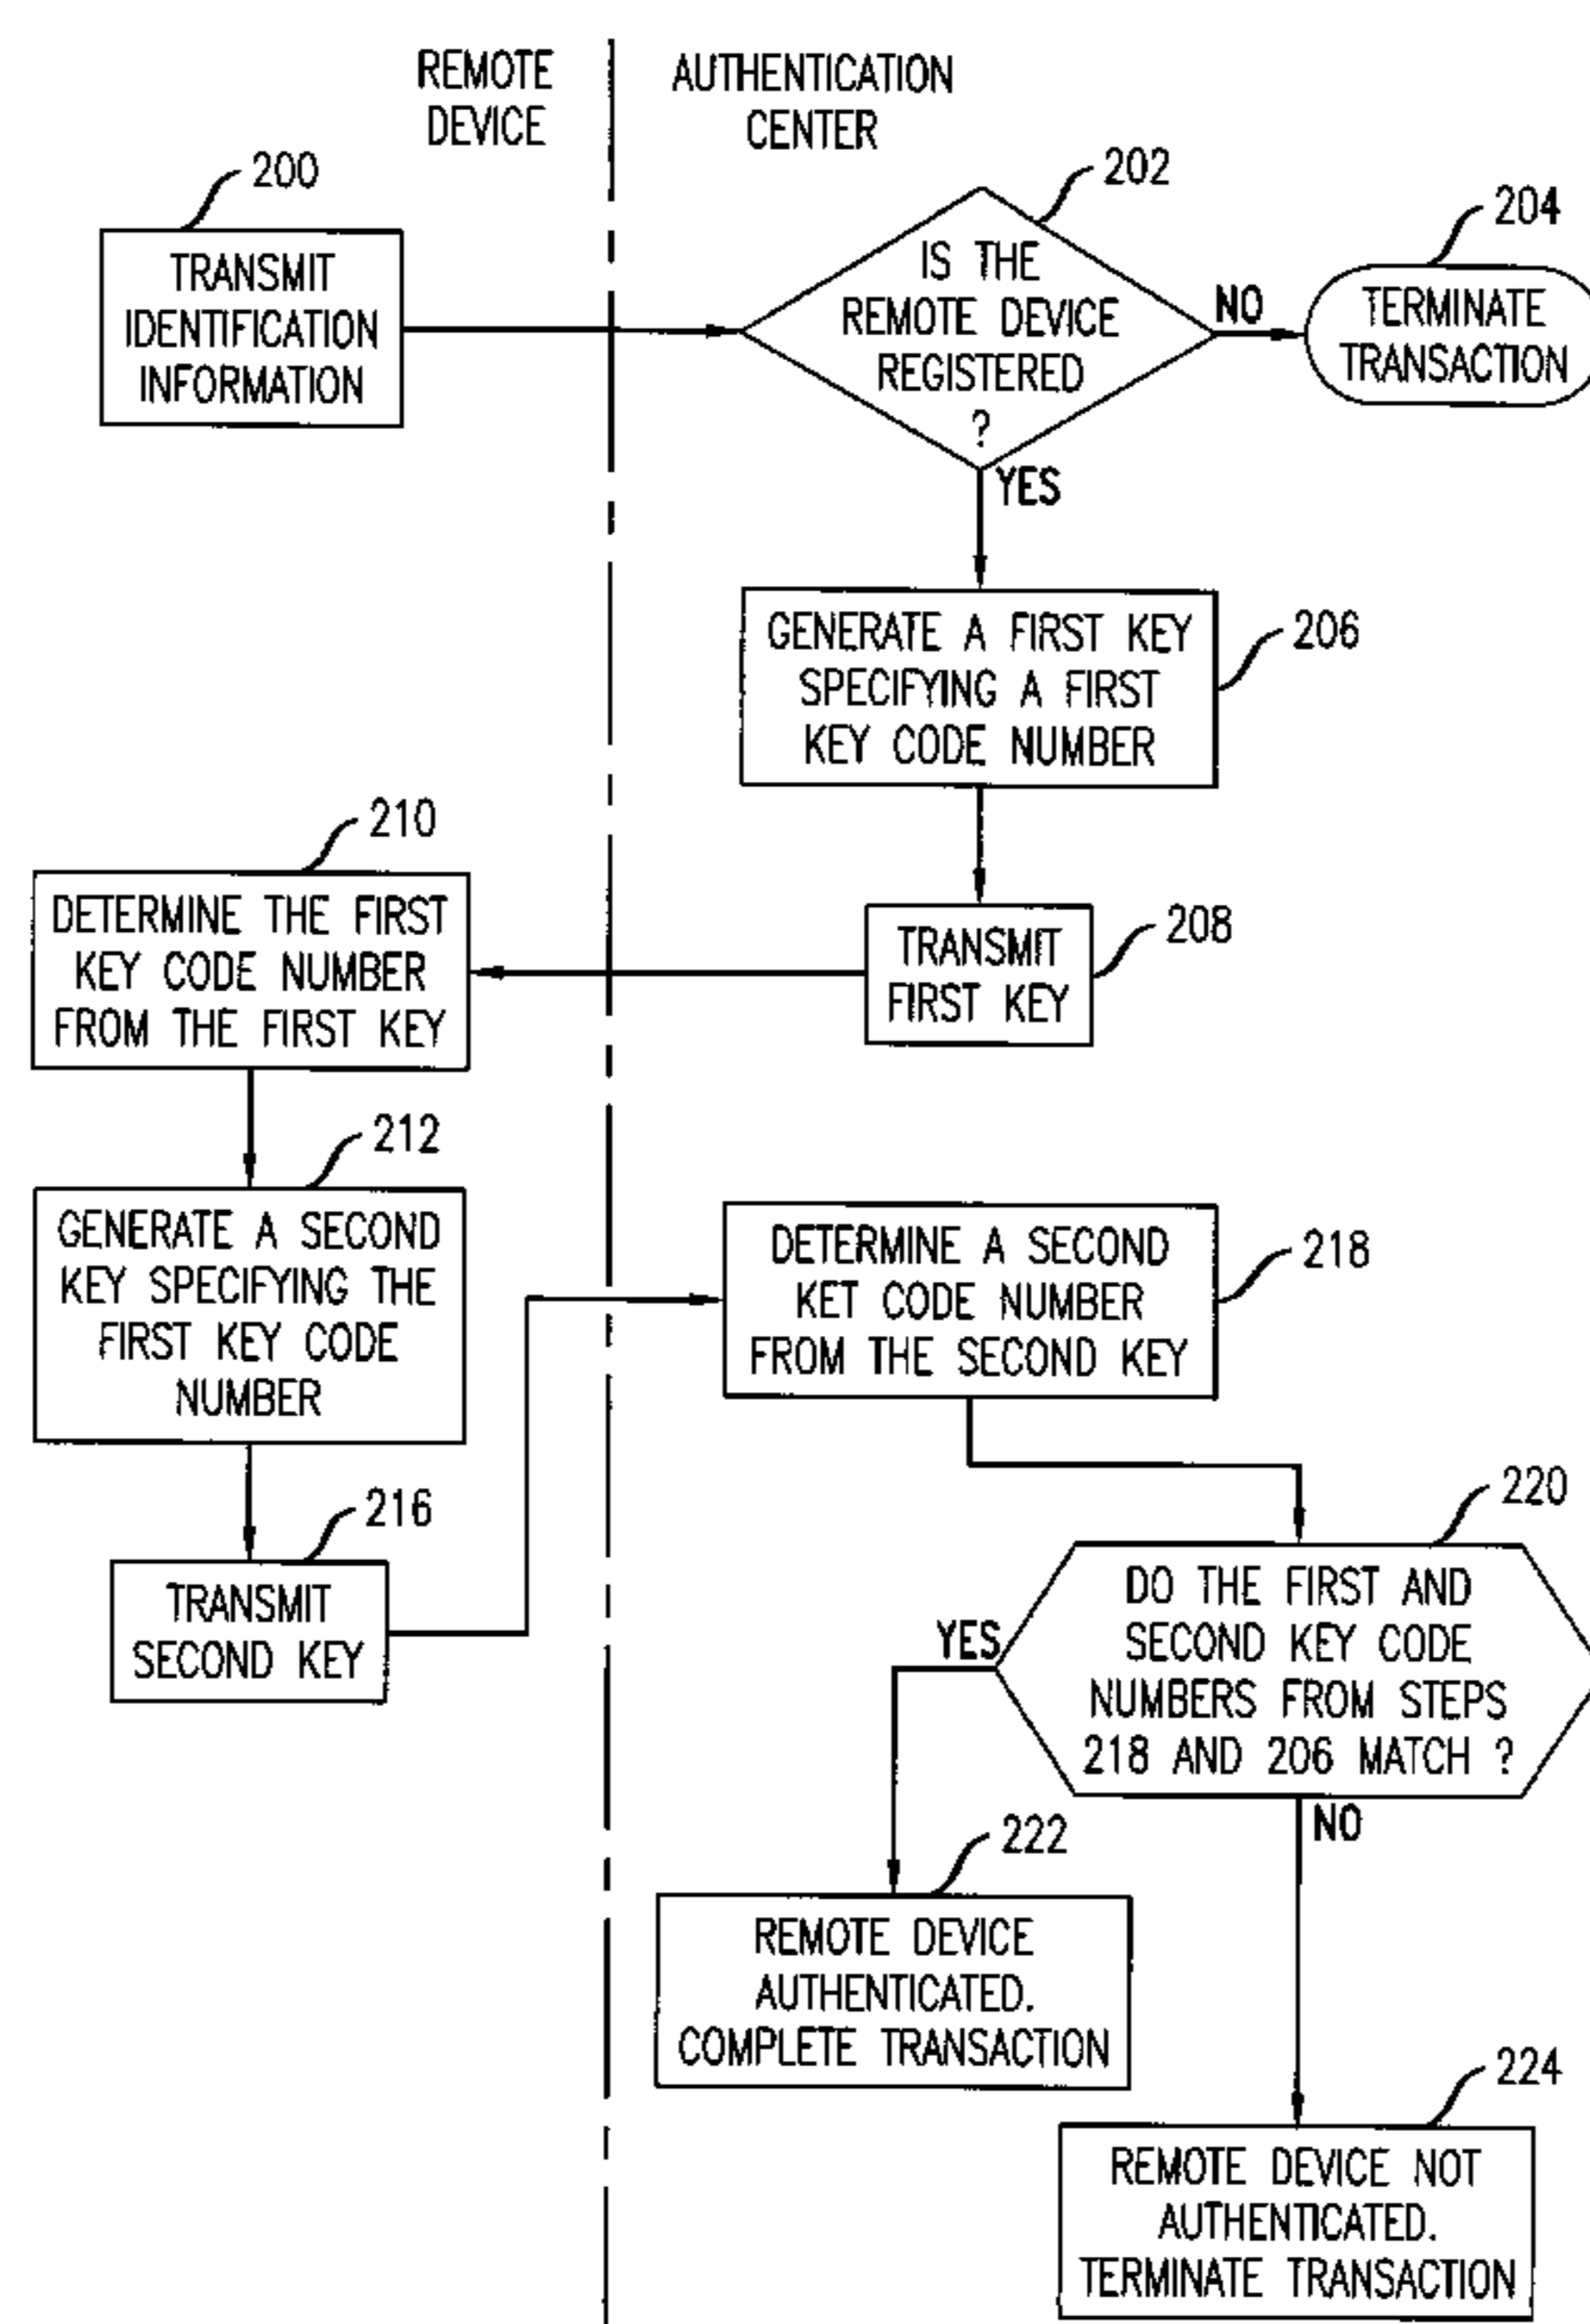 REMOTE
DEVICE
AUTHENTICATION
CENTER
200
TRANSMIT
IDENTIFICATION
INFORMATION
202
IS THE
REMOTE DEVICE
REGISTERED
?
NO
204
TERMINATE
TRANSACTION
YES
206
GENERATE A FIRST KEY
SPECIFYING A FIRST
KEY CODE NUMBER
208
TRANSMIT
FIRST KEY
210
DETERMINE THE FIRST
KEY CODE NUMBER
FROM THE FIRST KEY
212
GENERATE A SECOND
KEY SPECIFYING THE
FIRST KEY CODE
NUMBER
216
TRANSMIT
SECOND KEY
218
DETERMINE A SECOND
KET CODE NUMBER
FROM THE SECOND KEY
220
DO THE FIRST AND
SECOND KEY CODE
NUMBERS FROM STEPS
218 AND 206 MATCH ?
YES
NO
222
REMOTE DEVICE
AUTHENTICATED.
COMPLETE TRANSACTION
224
REMOTE DEVICE NOT
AUTHENTICATED.
TERMINATE TRANSACTION